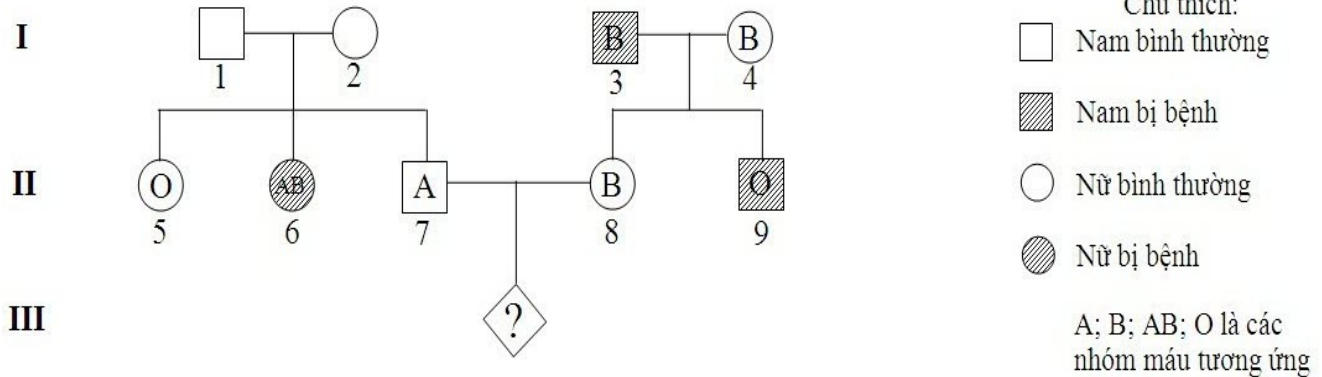 Chú thích:
I
B
B
Nam bình thường
1
2
3
4
Nam bị bệnh
II
O
AB
A
B
O
Nữ bình thường
5
6
7
8
9
Nữ bị bệnh
III
?
A; B; AB; O là các
nhóm máu tương ứng